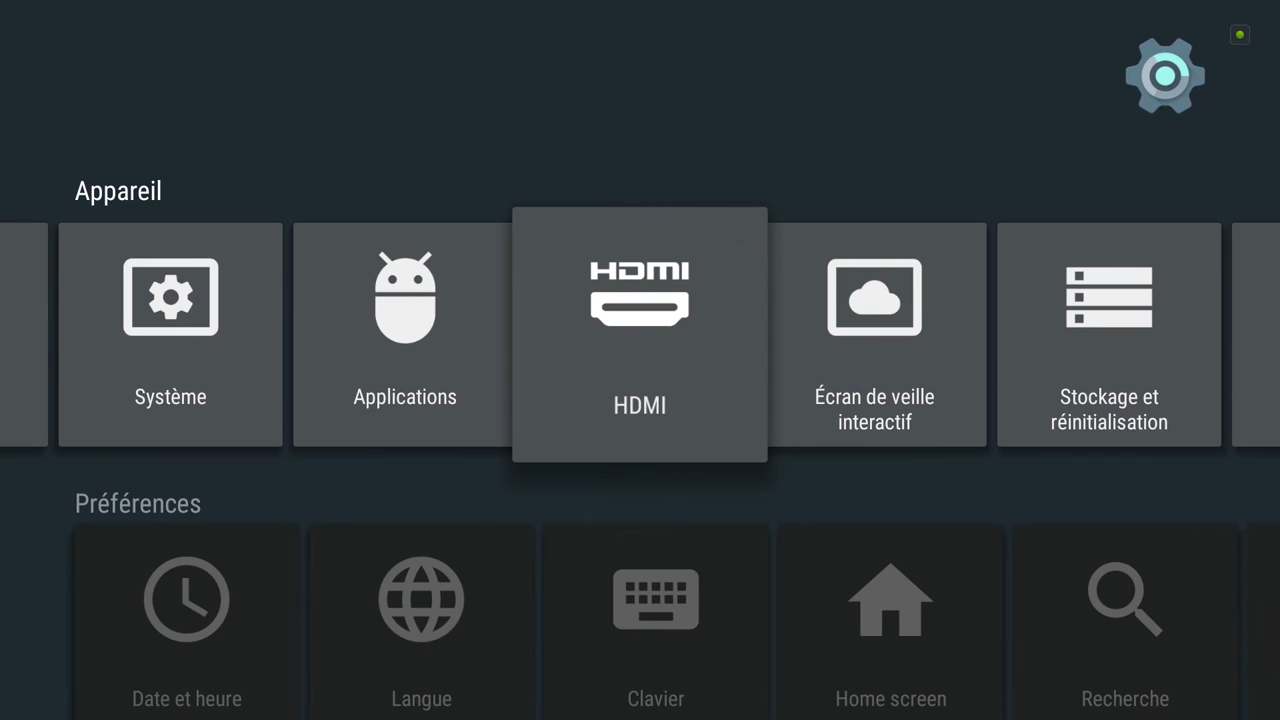 Appareil
HDMI
Système
Applications
HDMI
Écran de veille
interactif
Stockage et
réinitialisation
Préférences
Date et heure
Langue
Clavier
Home screen
Recherche